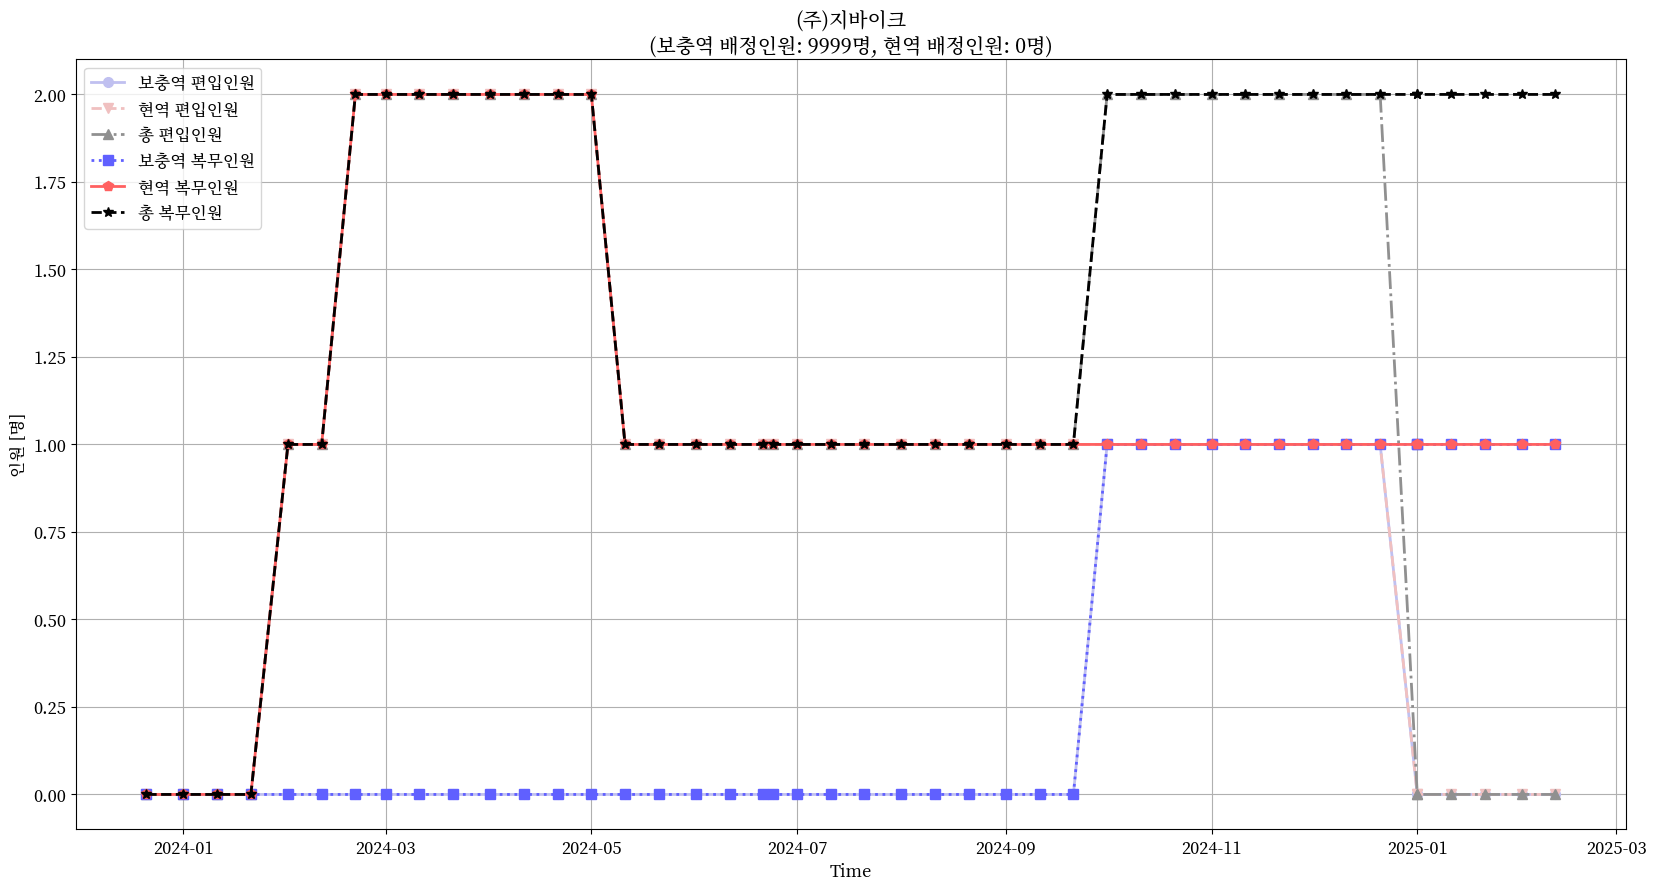 (주)지바이크
(보충역 배정인원: 9999명, 현역 배정인원: 0명)
보충역 편입인원
현역 편입인원
총 편입인원
보충역 복무인원
현역 복무인원
총 복무인원
2.00
1.75
1.50
1.25
1.00
0.75
0.50
0.25
0.00
인원 [명]
2024-01
2024-03
2024-05
2024-07
2024-09
2024-11
2025-01
2025-03
Time